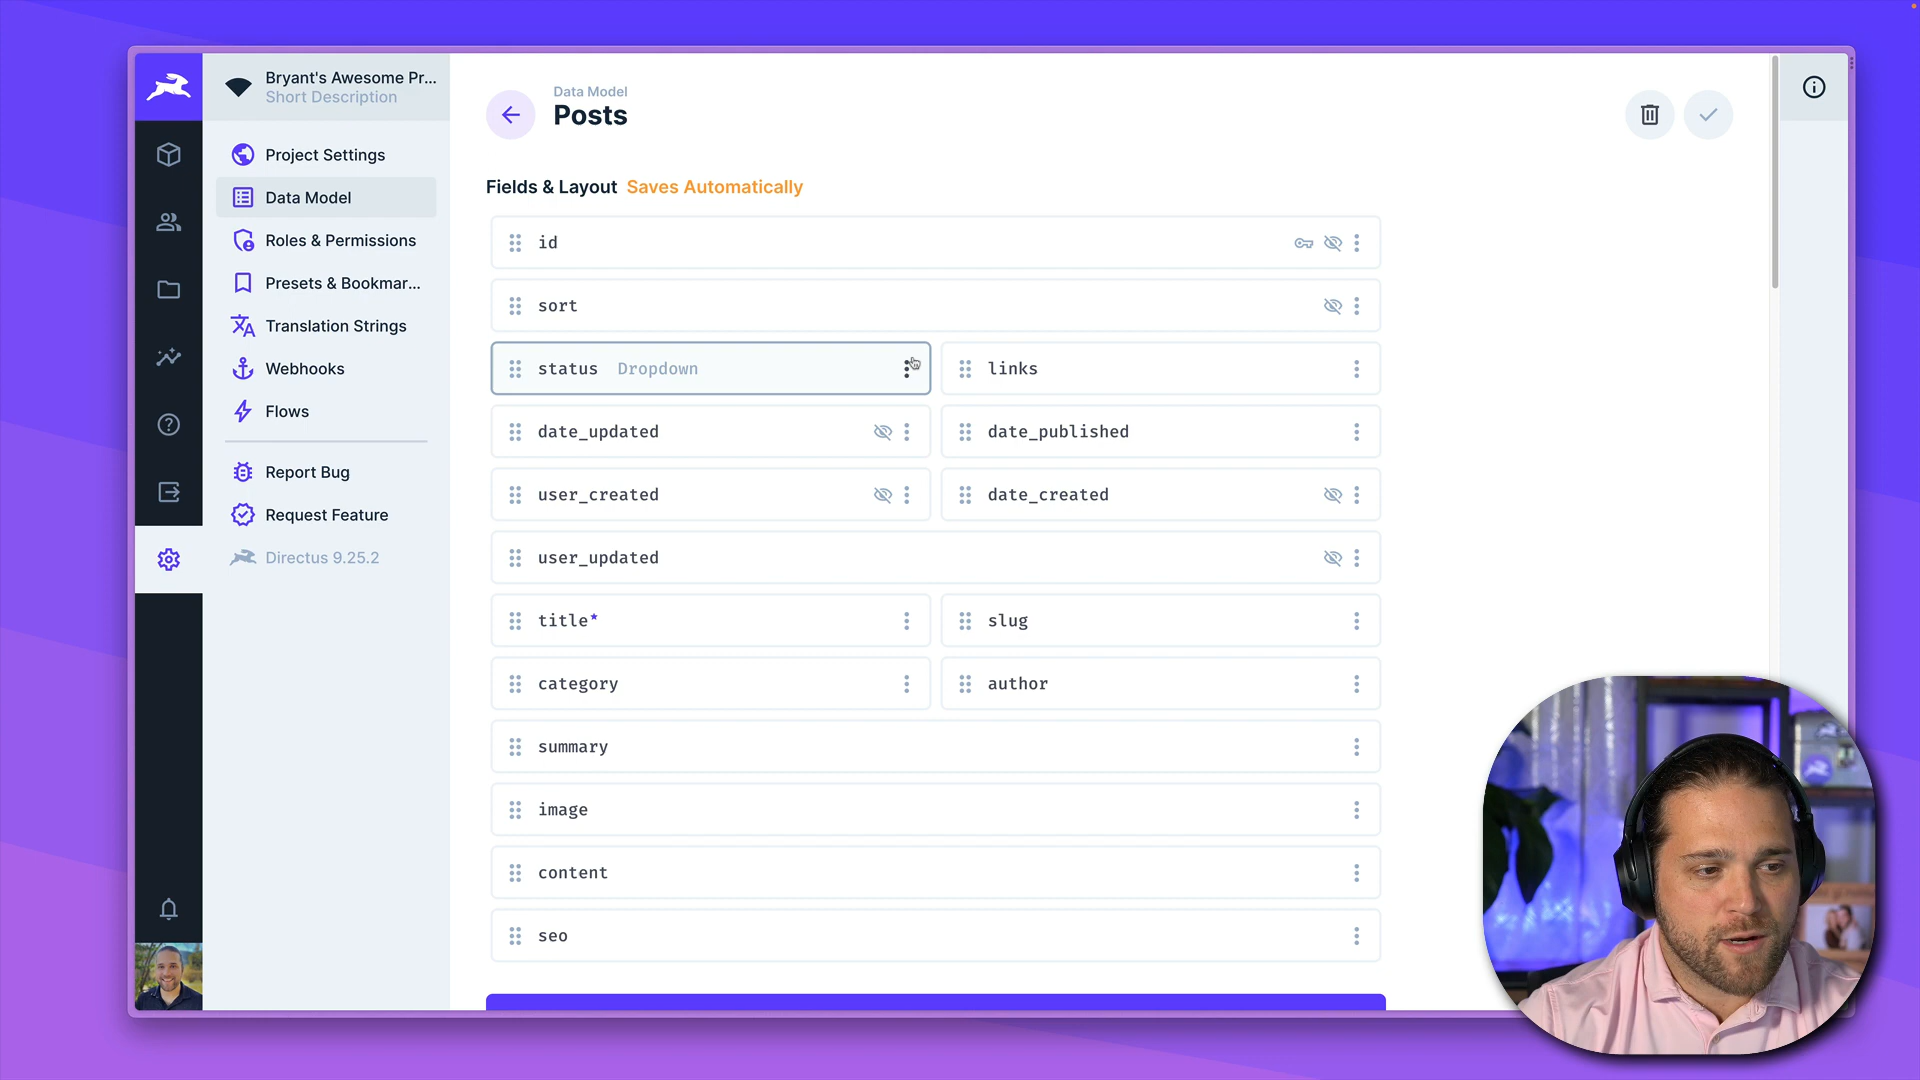 Bryant's Awesome Pr...
Short Description
Project Settings
Data Model
Roles & Permissions
Presets & Bookmar...
Translation Strings
Webhooks
Flows
Report Bug
Request Feature
Directus 9.25.2
Data Model
Posts
Fields & Layout Saves Automatically
id
sort
status Dropdown
links
date_updated
date_published
user_created
date_created
user_updated
title*
slug
category
author
summary
image
content
seo